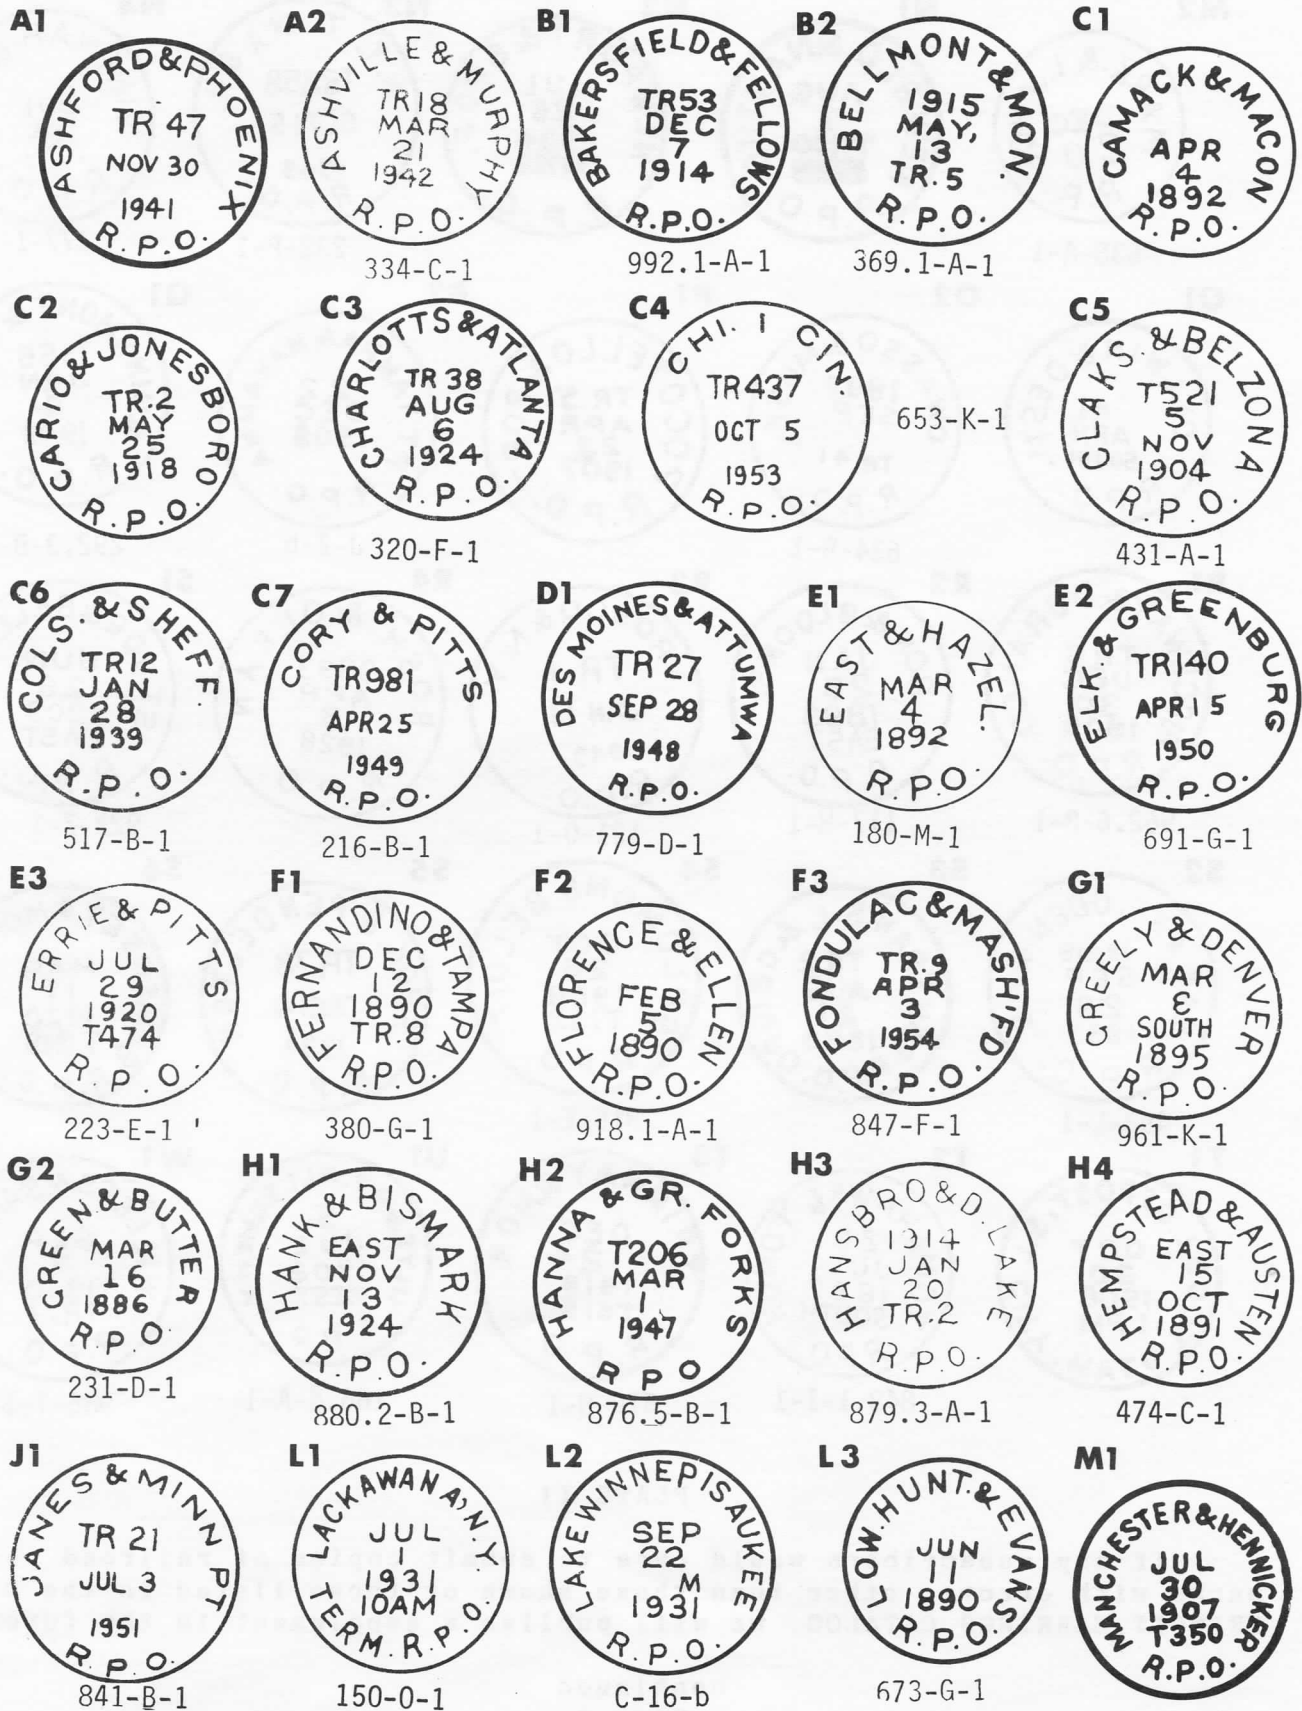 A1
ASHFORD & PHOENIX
TR 47
NOV 30
1941
R.P.O.
A2
ASHVILLE & MURPHY
TR18
MAR
21
1942
R.P.O.
334-C-1
B1
BAKERSFIELD & FELLOWS
TR53
DEC
7
1914
R.P.O.
992.1-A-1
B2
BELLMONT & MON.
1915
MAY,
13
TR.5
R.P.O.
369.1-A-1
C1
CAMACK & MACON
APR
4
1892
R.P.O.
C2
CARIO & JONESBORO
TR.2
MAY
25
1918
R.P.O.
C3
CHARLOTTS & ATLANTA
TR 38
AUG
6
1924
R.P.O.
320-F-1
C4
CHI. I CIN.
TR437
OCT 5
1953
R.P.O.
653-K-1
C5
CLAKS. & BELZONA
T521
5
NOV
1904
R.P.O.
431-A-1
C6
COLS. & SHEFF.
TR12
JAN
28
1939
R.P.O.
517-B-1
C7
CORY & PITTS
TR981
APR25
1949
R.P.O.
216-B-1
D1
DES MOINES & ATTUMWA
TR 27
SEP 28
1948
R.P.O.
779-D-1
E1
EAST & HAZEL.
MAR
4
1892
R.P.O.
180-M-1
E2
ELK. & GREENBURG
TR140
APR15
1950
R.P.O.
691-G-1
E3
ERRIE & PITTS
JUL
29
1920
T474
R.P.O.
223-E-1
F1
FERNANDINO & TAMPA
DEC
12
1890
TR.8
R.P.O.
380-G-1
F2
FLORENCE & ELLEN
FEB
5
1890
R.P.O.
918.1-A-1
F3
FONDULAC & MASH'FD.
TR.9
APR
3
1954
R.P.O.
847-F-1
G1
GREELY & DENVER
MAR
ε
SOUTH
1895
R.P.O.
961-K-1
G2
GREEN. & BUTTER
MAR
16
1886
R.P.O.
231-D-1
H1
HANK. & BISMARK
EAST
NOV
13
1924
R.P.O.
880.2-B-1
H2
HANNA & GR. FORKS
T206
MAR
1
1947
R P O
876.5-B-1
H3
HANSBRO & D. LAKE
1914
JAN
20
TR.2
R.P.O.
879.3-A-1
H4
HEMPSTEAD & AUSTEN
EAST
15
OCT
1891
R.P.O.
474-C-1
J1
JANES & MINN PT
TR 21
JUL 3
1951
R.P.O.
841-B-1
L1
LACKAWANA, N.Y.
JUL
1
1931
10AM
TERM. R.P.O.
150-O-1
L2
LAKEWINNEPISAUKEE
SEP
22
M
1931
R.P.O.
C-16-b
L3
LOW. HUNT. & EVANS
JUN
11
1890
R.P.O.
673-G-1
M1
MANCHESTER & HENNICKER
JUL
30
1907
T350
R.P.O.